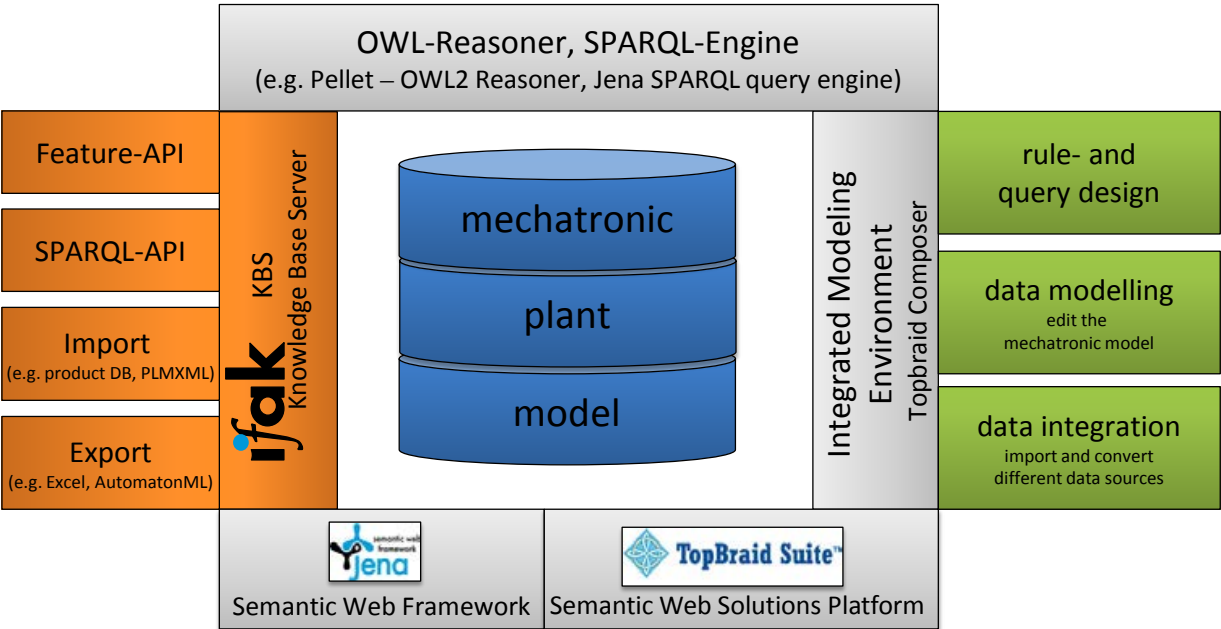 OWL-Reasoner, SPARQL-Engine
(e.g. Pellet – OWL2 Reasoner, Jena SPARQL query engine)
Feature-API
SPARQL-API
Import
(e.g. product DB, PLMXML)
Export
(e.g. Excel, AutomatonML)
KBS
Knowledge Base Server
ifak
mechatronic
plant
model
Integrated Modeling
Environment
Topbraid Composer
rule- and
query design
data modelling
edit the
mechatronic model
data integration
import and convert
different data sources
semantic web
framework
jena
Semantic Web Framework
TopBraid Suite™
Semantic Web Solutions Platform